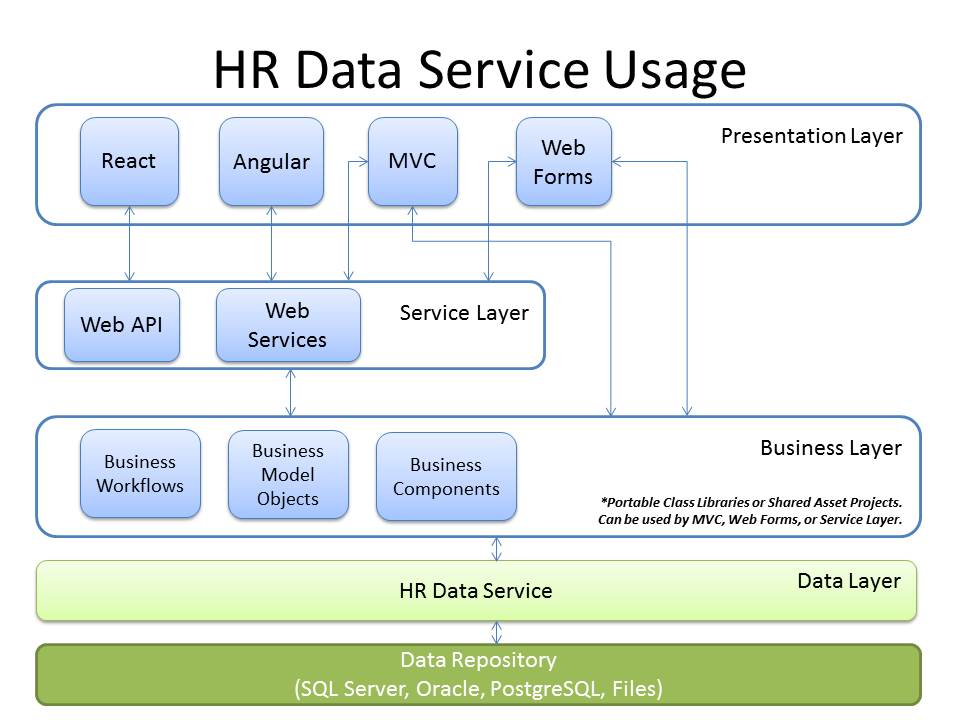 HR Data Service Usage
Presentation Layer
React
Angular
MVC
Web
Forms
Service Layer
Web API
Web
Services
Business Layer
Business
Workflows
Business
Model
Objects
Business
Components
*Portable Class Libraries or Shared Asset Projects.
Can be used by MVC, Web Forms, or Service Layer.
Data Layer
HR Data Service
Data Repository
(SQL Server, Oracle, PostgreSQL, Files)